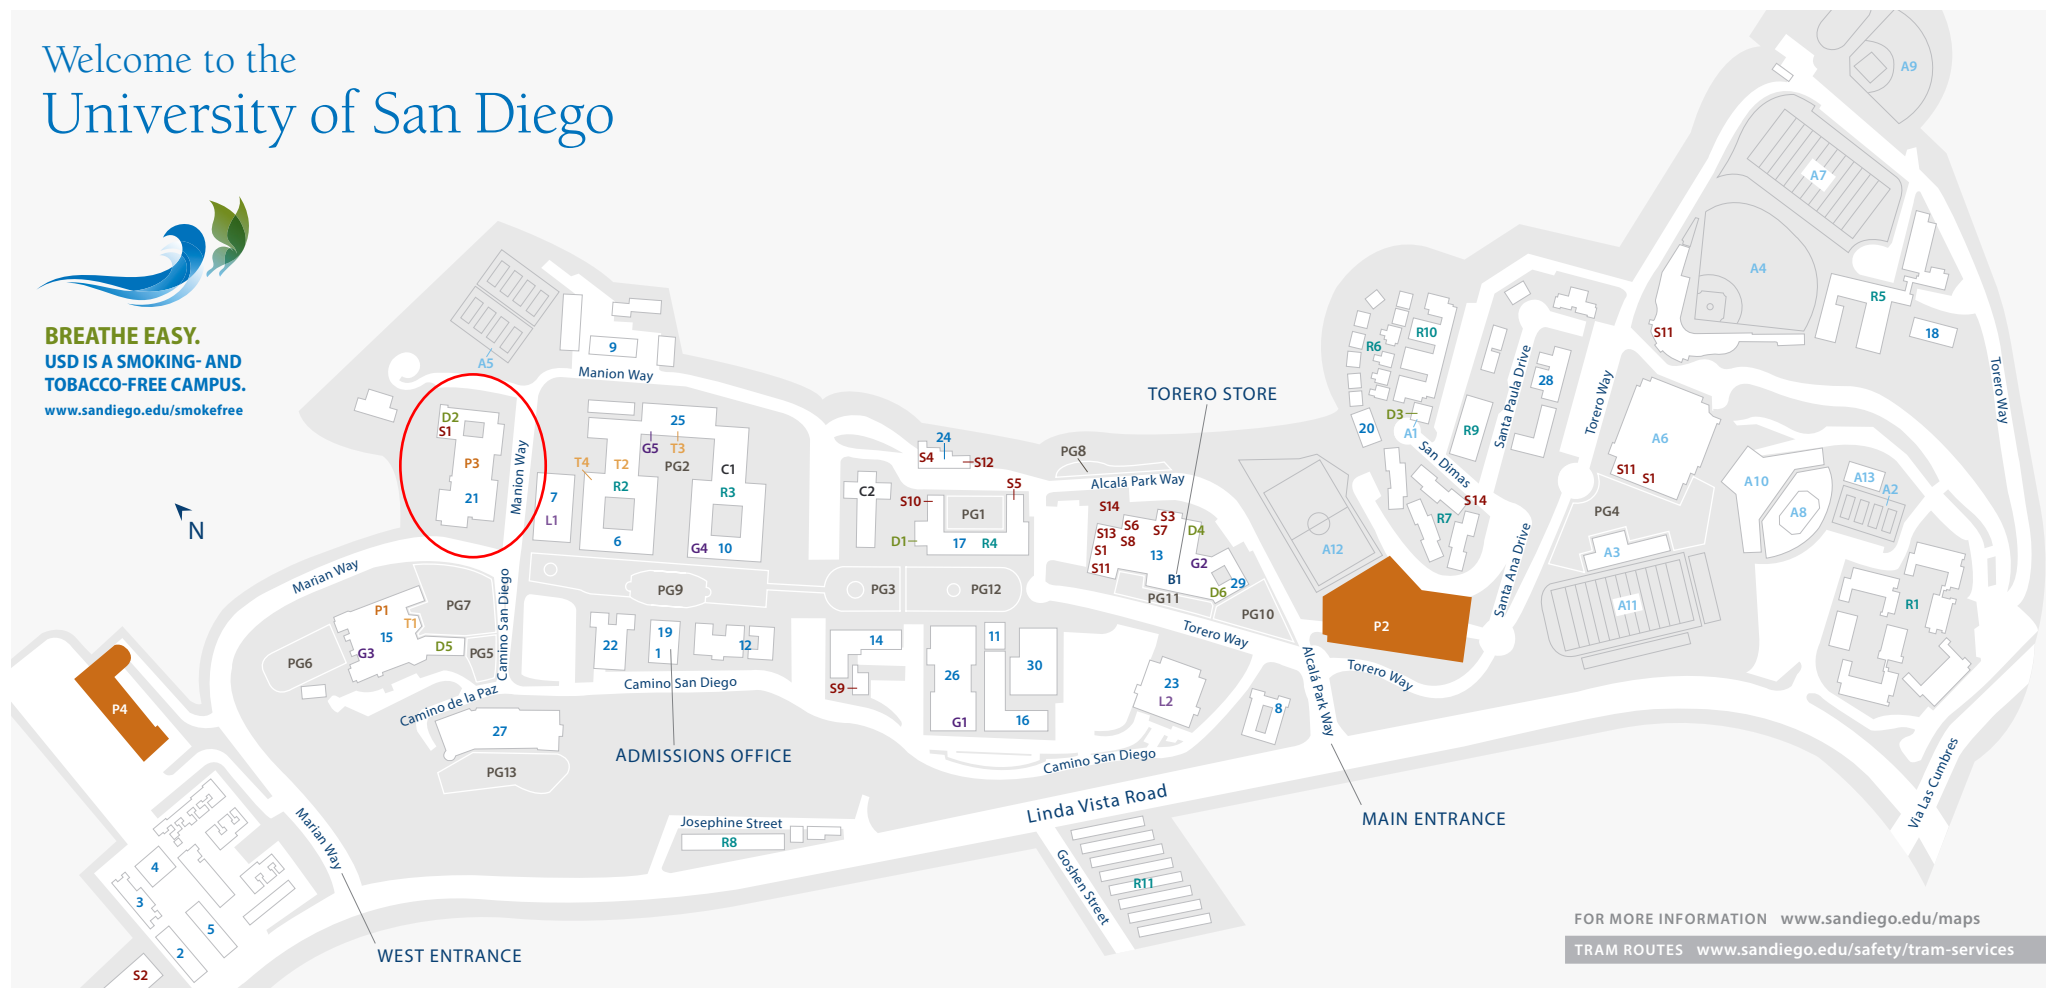 Welcome to the
University of San Diego
BREATHE EASY.
USD IS A SMOKING- AND
TOBACCO-FREE CAMPUS.
www.sandiego.edu/smokefree
N
A9
A7
A4
R5
18
S11
Torero Way
A5
9
Manion Way
D2
S1
P3
21
Manion Way
25
G5
T3
T4
T2
PG2
C1
R2
R3
7
L1
6
G4
10
24
S4
S12
C2
S10
S5
PG1
D1
17
R4
PG8
Alcalá Park Way
TORERO STORE
S14
S3
S6
S13
S7
D4
S8
S1
13
S11
G2
B1
29
D6
PG11
PG10
R10
R6
D3
A1
20
San Dimas
R9
Santa Paula Drive
28
Torero Way
S14
R7
A12
A6
S11
S1
PG4
A10
A13
A2
A8
A3
A11
R1
Santa Ana Drive
P2
Marian Way
PG7
Camino San Diego
P1
T1
15
G3
D5
PG5
PG6
P4
PG9
PG3
PG12
22
19
1
12
14
11
26
30
S9
G1
16
Torero Way
23
L2
8
Alcalá Park Way
Torero Way
Camino San Diego
Camino de la Paz
27
PG13
ADMISSIONS OFFICE
Camino San Diego
Linda Vista Road
MAIN ENTRANCE
Via Las Cumbres
Josephine Street
R8
Goshen Street
R11
Marian Way
4
3
5
2
S2
WEST ENTRANCE
FOR MORE INFORMATION www.sandiego.edu/maps
TRAM ROUTES www.sandiego.edu/safety/tram-services